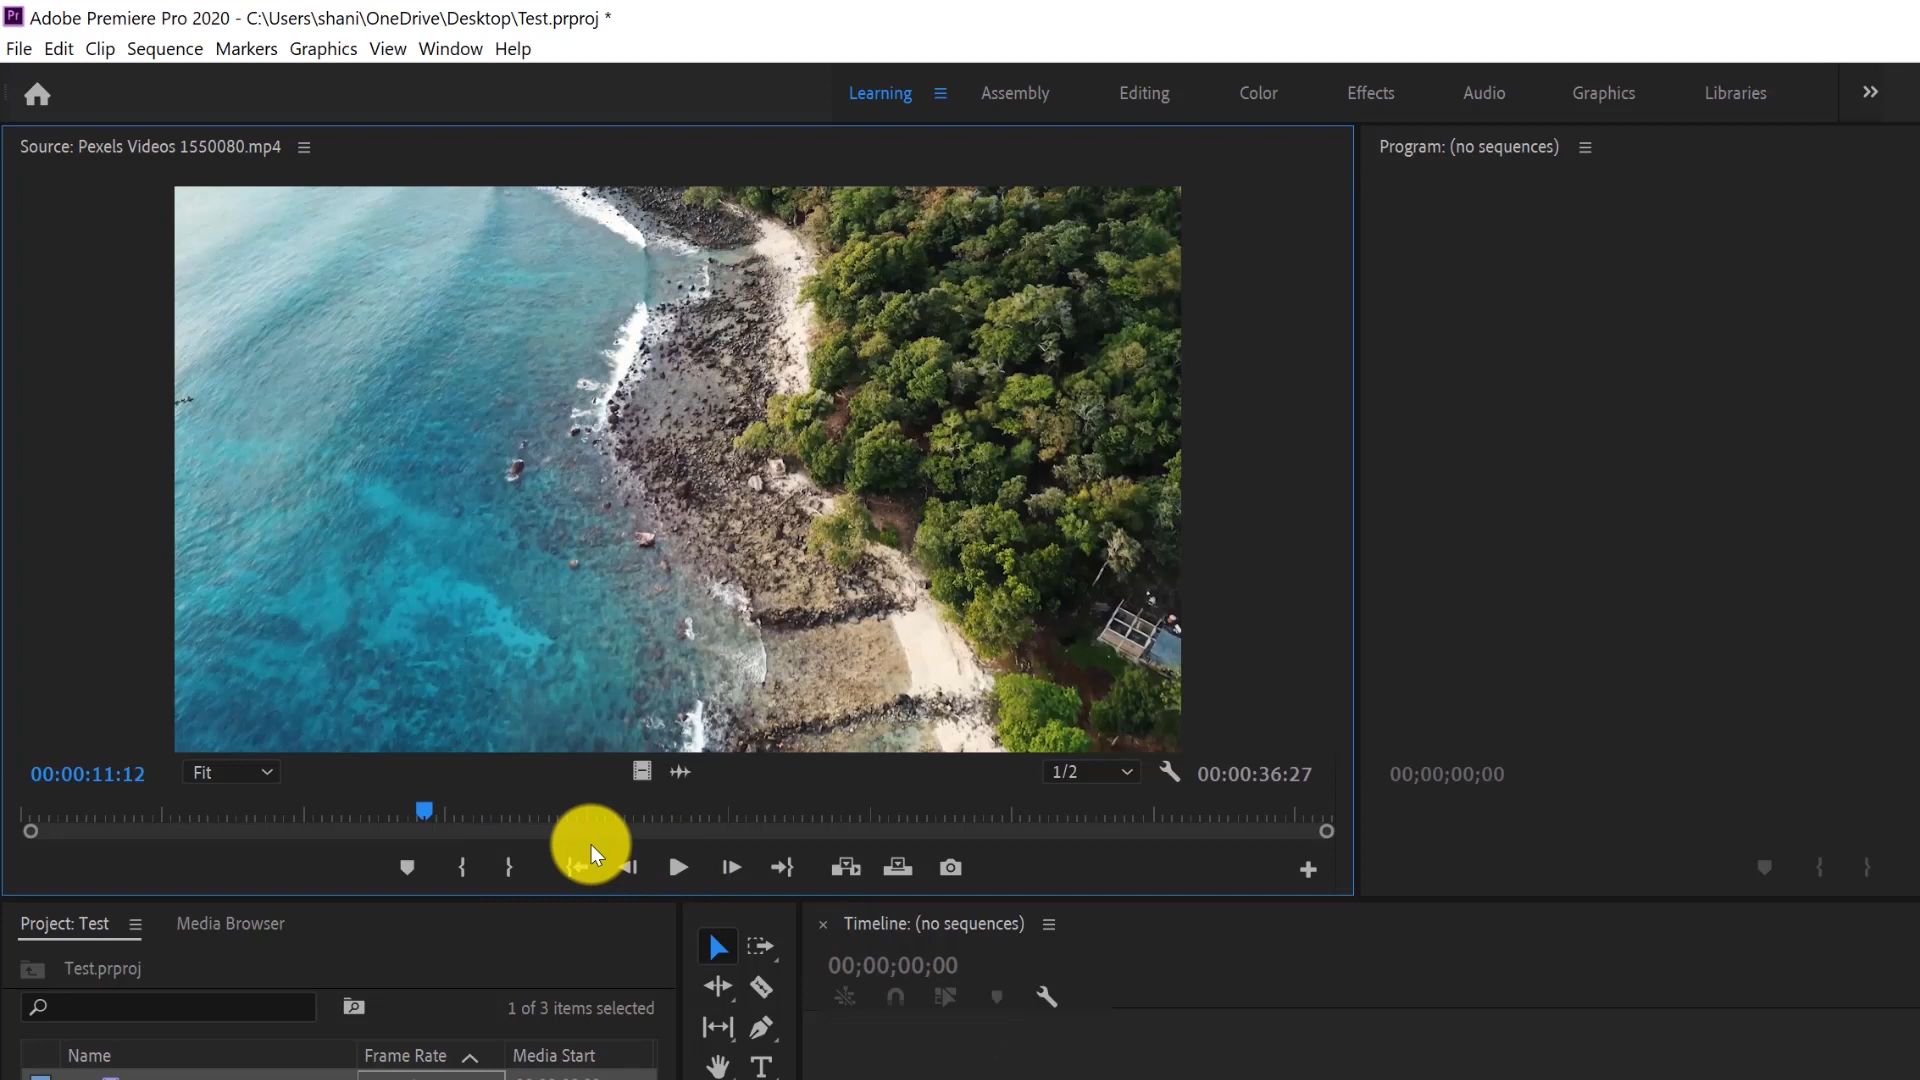 Pr Adobe Premiere Pro 2020 - C:\Users\shani\OneDrive\Desktop\Test.prproj *
File Edit Clip Sequence Markers Graphics View Window Help
Learning Assembly Editing Color Effects Audio Graphics Libraries
Source: Pexels Videos 1550080.mp4
Program: (no sequences)
00:00:11:12 Fit 1/2 00:00:36:27
00;00;00;00
Project: Test Media Browser
Timeline: (no sequences)
Test.prproj
00;00;00;00
1 of 3 items selected
Name Frame Rate Media Start